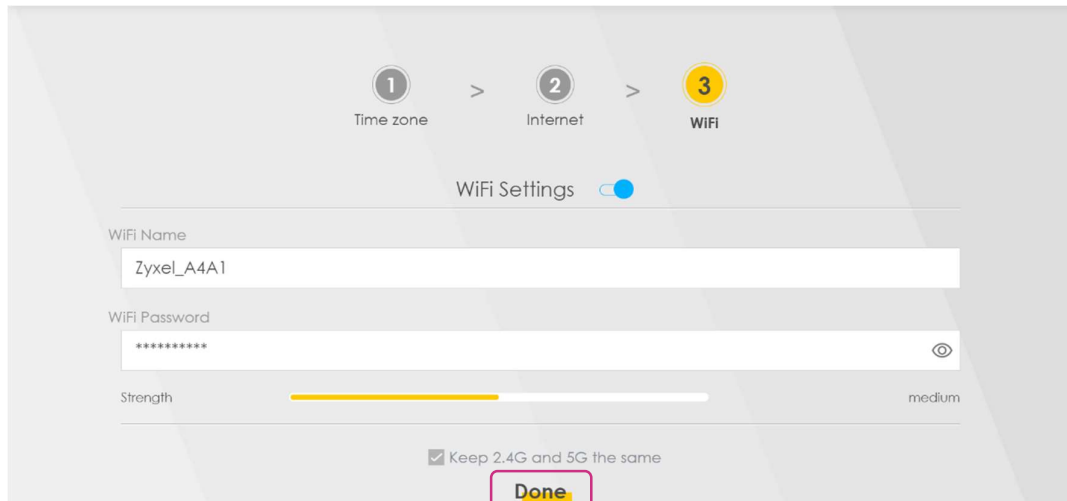 1 > 2 > 3
Time zone Internet WiFi
WiFi Settings
WiFi Name
Zyxel_A4A1
WiFi Password
**********
Strength medium
Keep 2.4G and 5G the same
Done